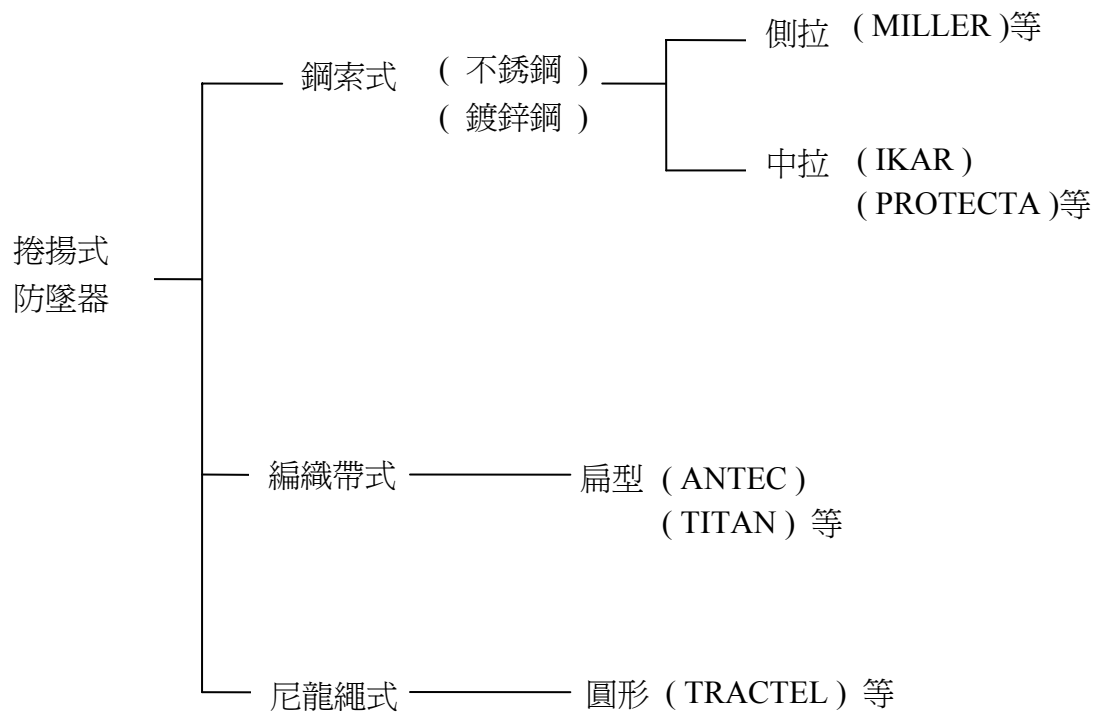 捲揚式
防墜器
鋼索式 ( 不銹鋼 )
( 鍍鋅鋼 )
側拉 ( MILLER )等
中拉 ( IKAR )
( PROTECTA )等
編織帶式 扁型 ( ANTEC )
( TITAN ) 等
尼龍繩式 圓形 ( TRACTEL ) 等